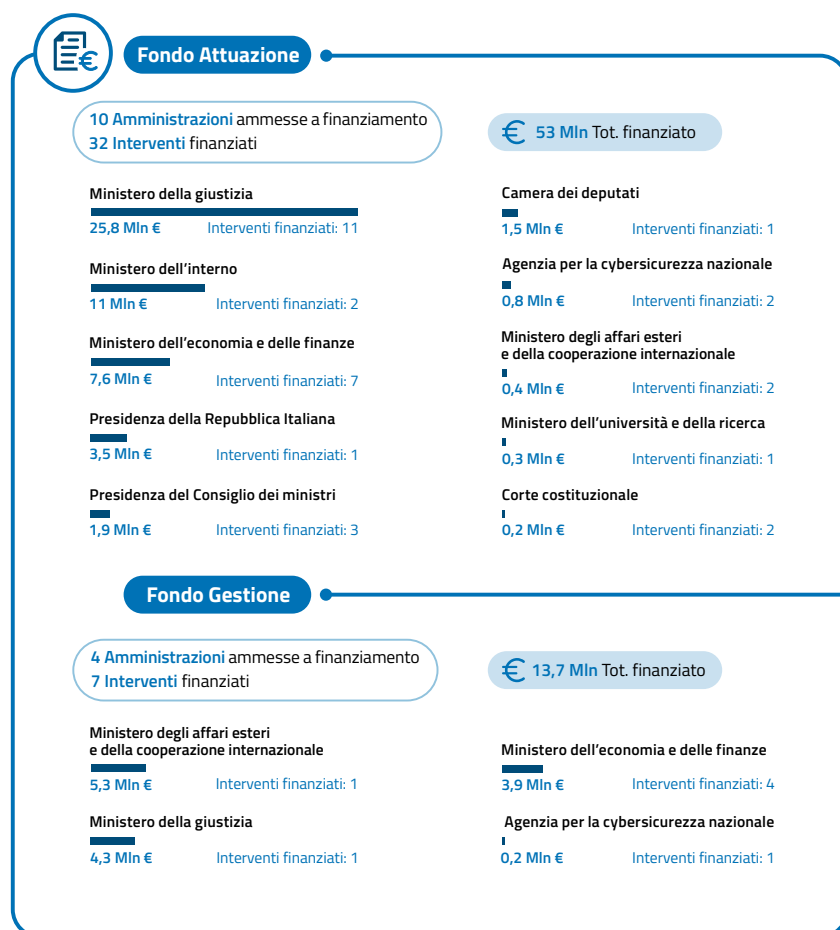 Fondo Attuazione
10 Amministrazioni ammesse a finanziamento
32 Interventi finanziati
€ 53 Mln Tot. finanziato
Ministero della giustizia
25,8 Mln € Interventi finanziati: 11
Ministero dell'interno
11 Mln € Interventi finanziati: 2
Ministero dell'economia e delle finanze
7,6 Mln € Interventi finanziati: 7
Presidenza della Repubblica Italiana
3,5 Mln € Interventi finanziati: 1
Presidenza del Consiglio dei ministri
1,9 Mln € Interventi finanziati: 3
Camera dei deputati
1,5 Mln € Interventi finanziati: 1
Agenzia per la cybersicurezza nazionale
0,8 Mln € Interventi finanziati: 2
Ministero degli affari esteri
e della cooperazione internazionale
0,4 Mln € Interventi finanziati: 2
Ministero dell'università e della ricerca
0,3 Mln € Interventi finanziati: 1
Corte costituzionale
0,2 Mln € Interventi finanziati: 2
Fondo Gestione
4 Amministrazioni ammesse a finanziamento
7 Interventi finanziati
€ 13,7 Mln Tot. finanziato
Ministero degli affari esteri
e della cooperazione internazionale
5,3 Mln € Interventi finanziati: 1
Ministero della giustizia
4,3 Mln € Interventi finanziati: 1
Ministero dell'economia e delle finanze
3,9 Mln € Interventi finanziati: 4
Agenzia per la cybersicurezza nazionale
0,2 Mln € Interventi finanziati: 1